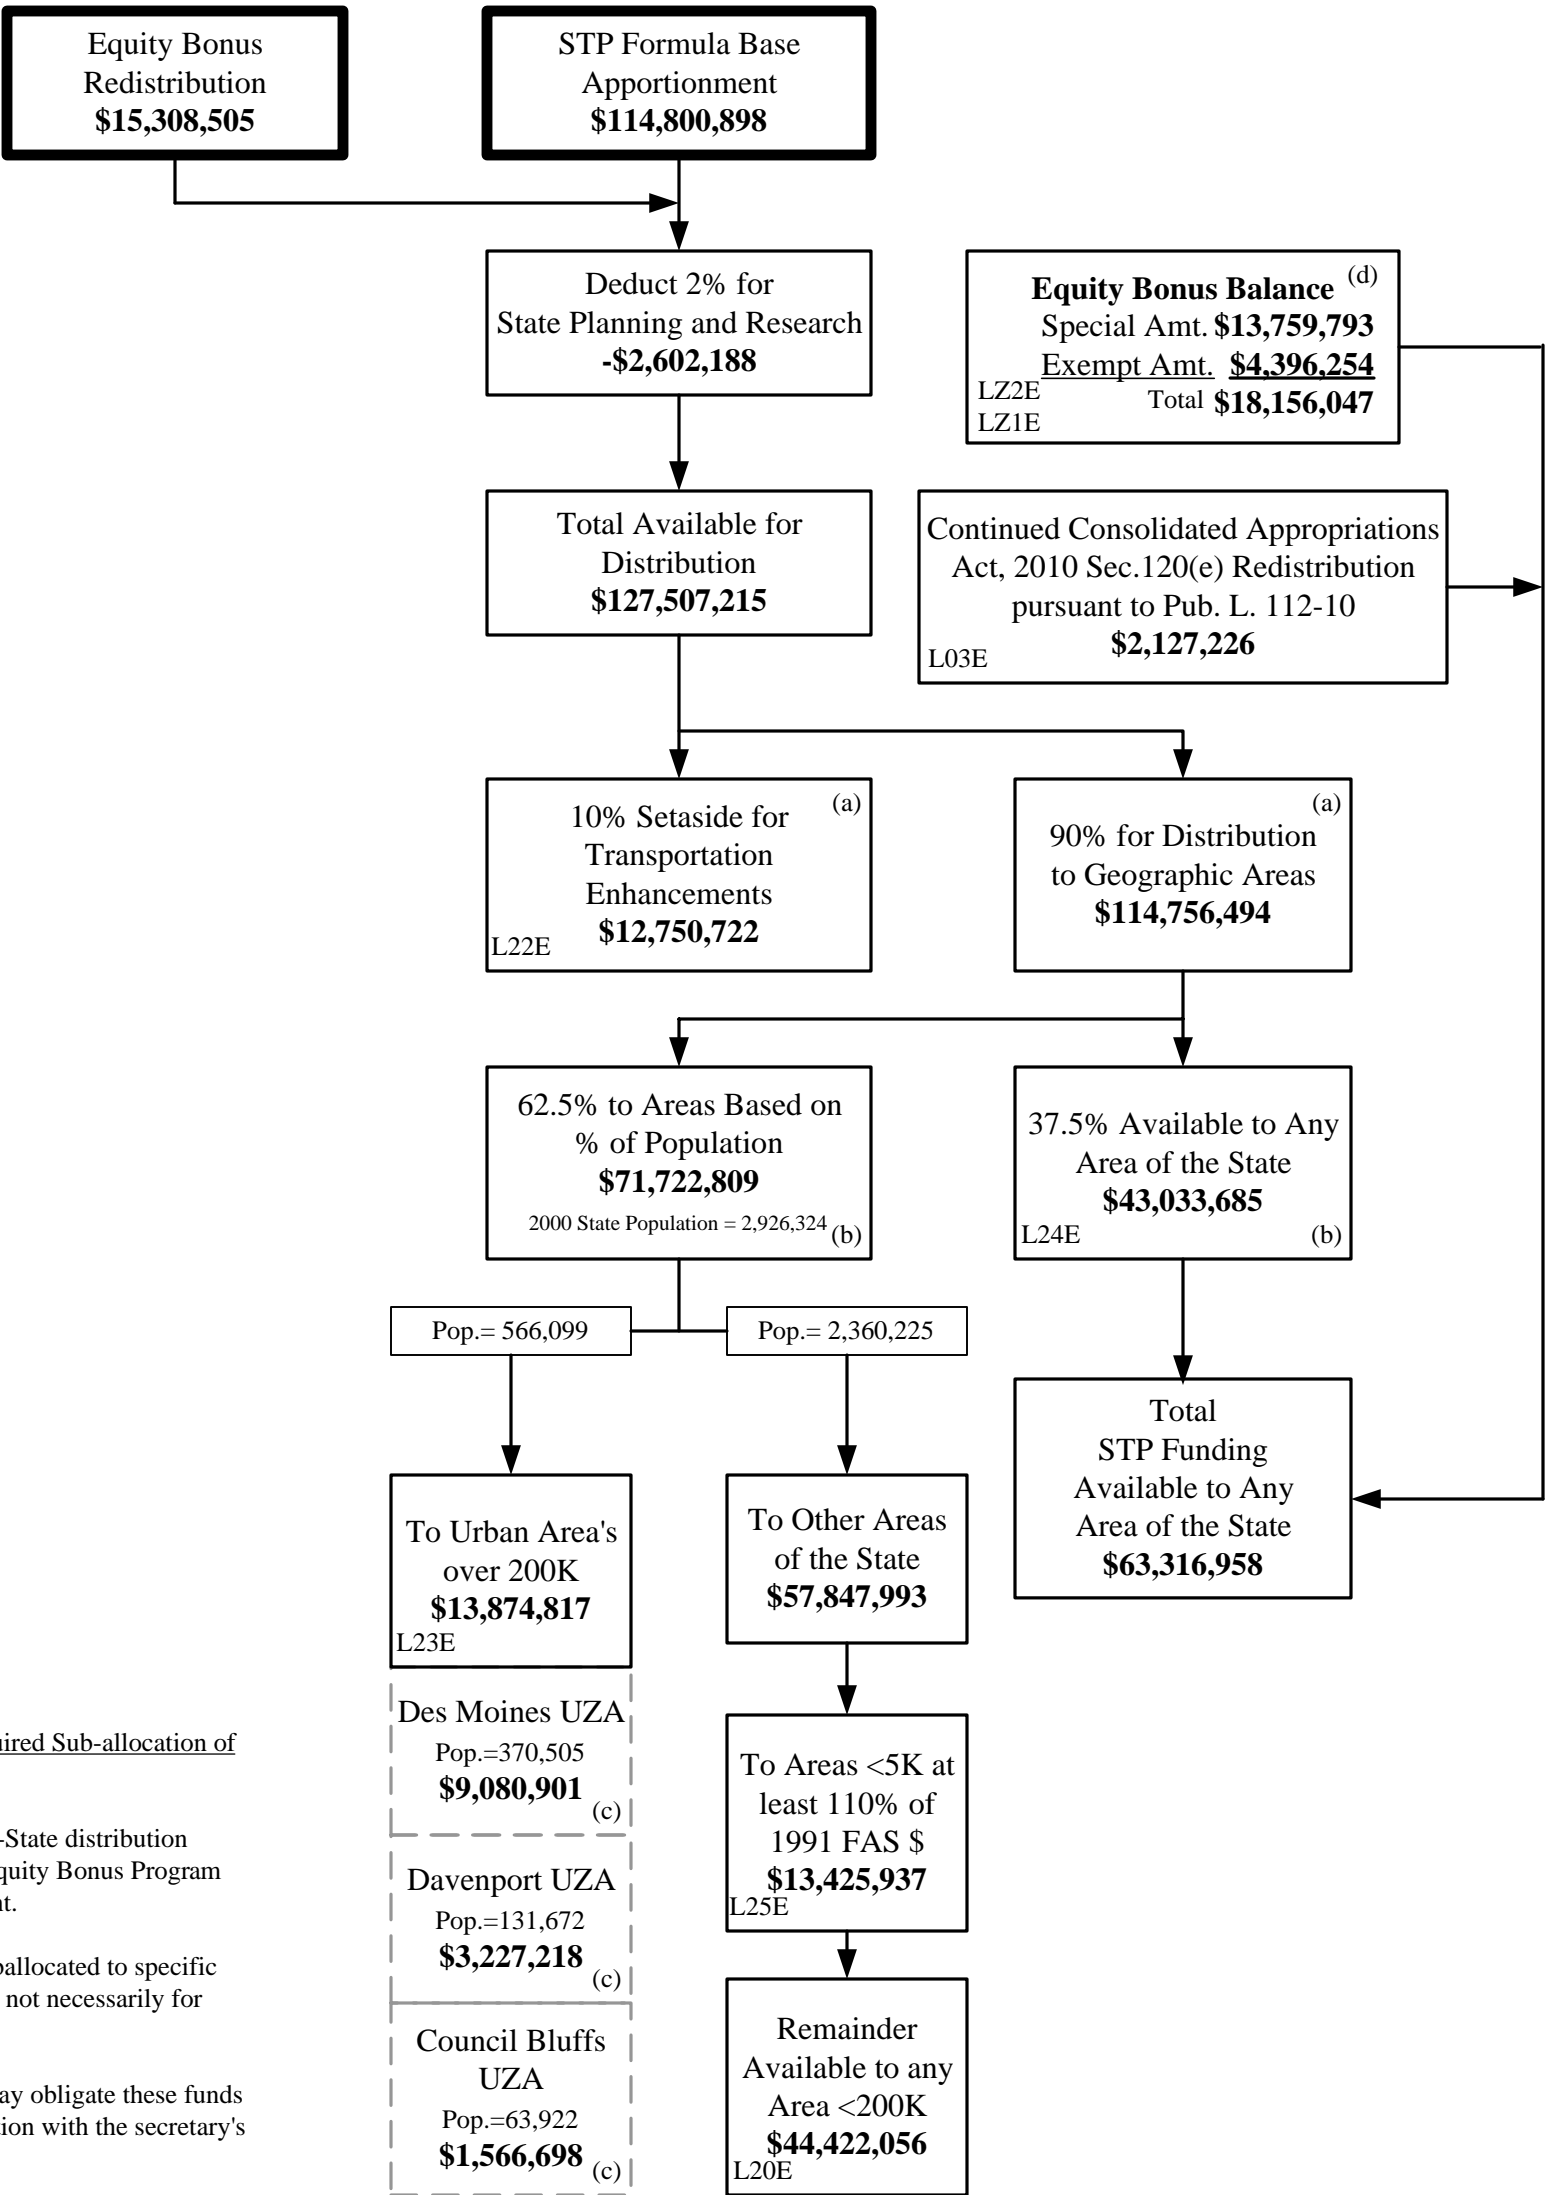 Equity Bonus
Redistribution
$15,308,505
STP Formula Base
Apportionment
$114,800,898
Deduct 2% for
State Planning and Research
-$2,602,188
Equity Bonus Balance (d)
Special Amt. $13,759,793
Exempt Amt. $4,396,254
LZ2E
Total $18,156,047
LZ1E
Total Available for
Distribution
$127,507,215
Continued Consolidated Appropriations
Act, 2010 Sec.120(e) Redistribution
pursuant to Pub. L. 112-10
$2,127,226
L03E
(a)
10% Setaside for
Transportation
Enhancements
$12,750,722
L22E
(a)
90% for Distribution
to Geographic Areas
$114,756,494
62.5% to Areas Based on
% of Population
$71,722,809
2000 State Population = 2,926,324
(b)
37.5% Available to Any
Area of the State
$43,033,685
L24E
(b)
Pop.= 566,099
Pop.= 2,360,225
Total
STP Funding
Available to Any
Area of the State
$63,316,958
To Urban Area's
over 200K
$13,874,817
L23E
To Other Areas
of the State
$57,847,993
Des Moines UZA
Pop.=370,505
$9,080,901
(c)
To Areas <5K at
least 110% of
1991 FAS $
$13,425,937
L25E
Davenport UZA
Pop.=131,672
$3,227,218
(c)
Council Bluffs
UZA
Pop.=63,922
$1,566,698
(c)
Remainder
Available to any
Area <200K
$44,422,056
L20E
Sub-allocation of
-State distribution
Bonus Program
to specific
not necessarily for
obligate these funds
with the secretary's